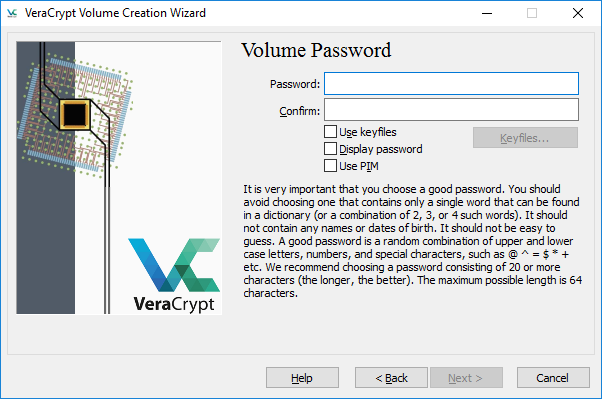 VeraCrypt Volume Creation Wizard
Volume Password
Password:
Confirm:
Use keyfiles
Keyfiles...
Display password
Use PIM
It is very important that you choose a good password. You should
avoid choosing one that contains only a single word that can be found
in a dictionary (or a combination of 2, 3, or 4 such words). It should
not contain any names or dates of birth. It should not be easy to
guess. A good password is a random combination of upper and lower
case letters, numbers, and special characters, such as @ ^ = $ * +
etc. We recommend choosing a password consisting of 20 or more
characters (the longer, the better). The maximum possible length is 64
characters.
VeraCrypt
Help
< Back
Next >
Cancel